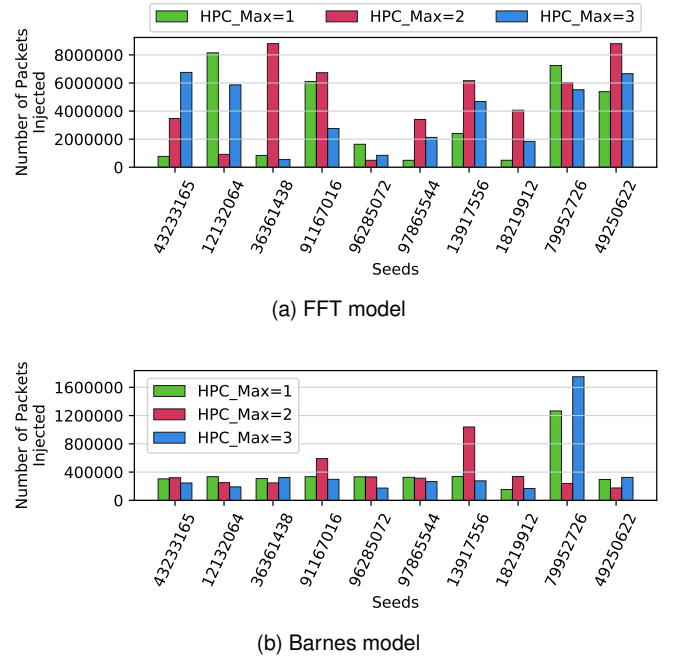 HPC_Max=1 HPC_Max=2 HPC_Max=3
Number of Packets
Injected
8000000
6000000
4000000
2000000
0
43233165 12132064 36361438 91167016 96285072 97865544 13917556 18219912 79952726 49250622
Seeds
(a) FFT model
Number of Packets
Injected
1600000
1200000
800000
400000
0
HPC_Max=1
HPC_Max=2
HPC_Max=3
43233165 12132064 36361438 91167016 96285072 97865544 13917556 18219912 79952726 49250622
Seeds
(b) Barnes model